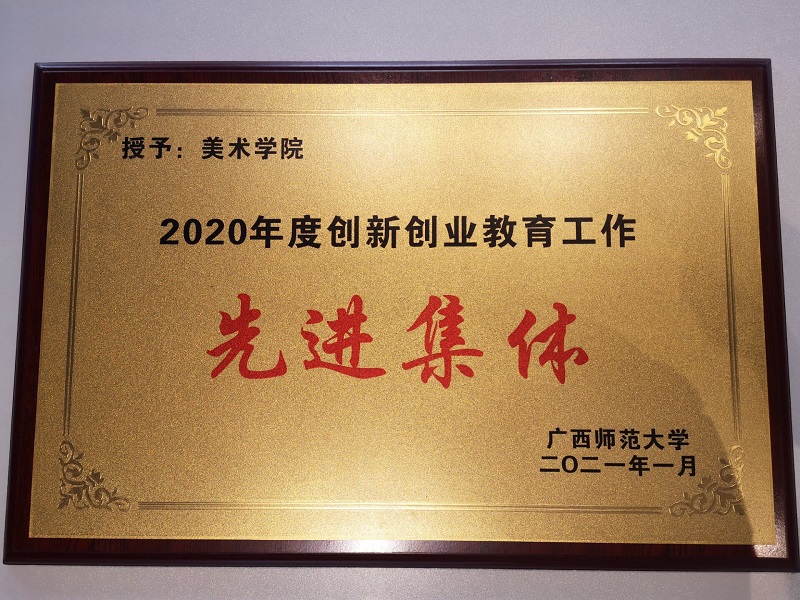 授予：美术学院
2020年度创新创业教育工作
先进集体
广西师范大学
二〇二一年一月